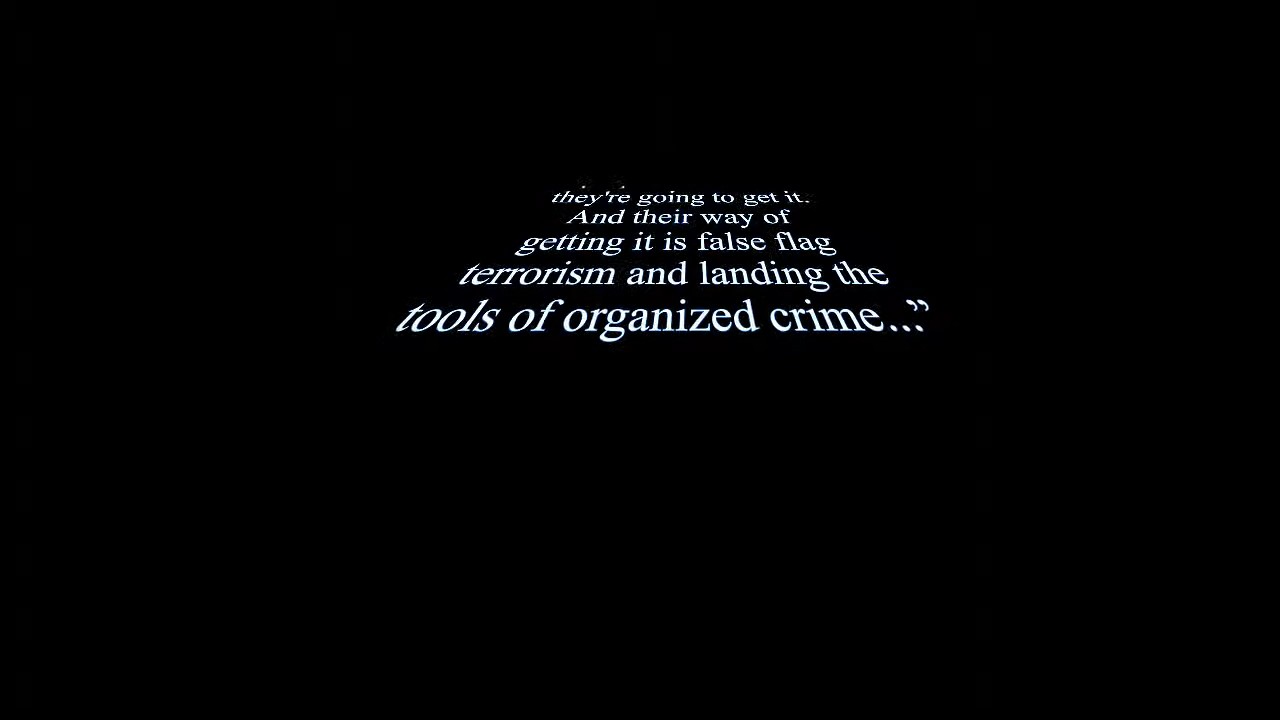 they're going to get it.
And their way of
getting it is false flag
terrorism and landing the
tools of organized crime...”